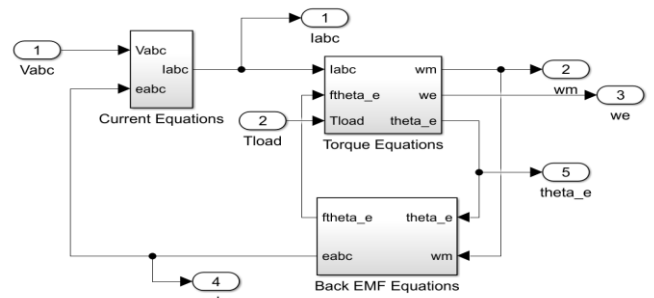 1
Vabc
Vabc
eabc
Iabc
Current Equations
1
Iabc
2
Tload
Iabc
ftheta_e
Tload
wm
we
theta_e
Torque Equations
2
wm
3
we
5
theta_e
ftheta_e
eabc
theta_e
wm
Back EMF Equations
4